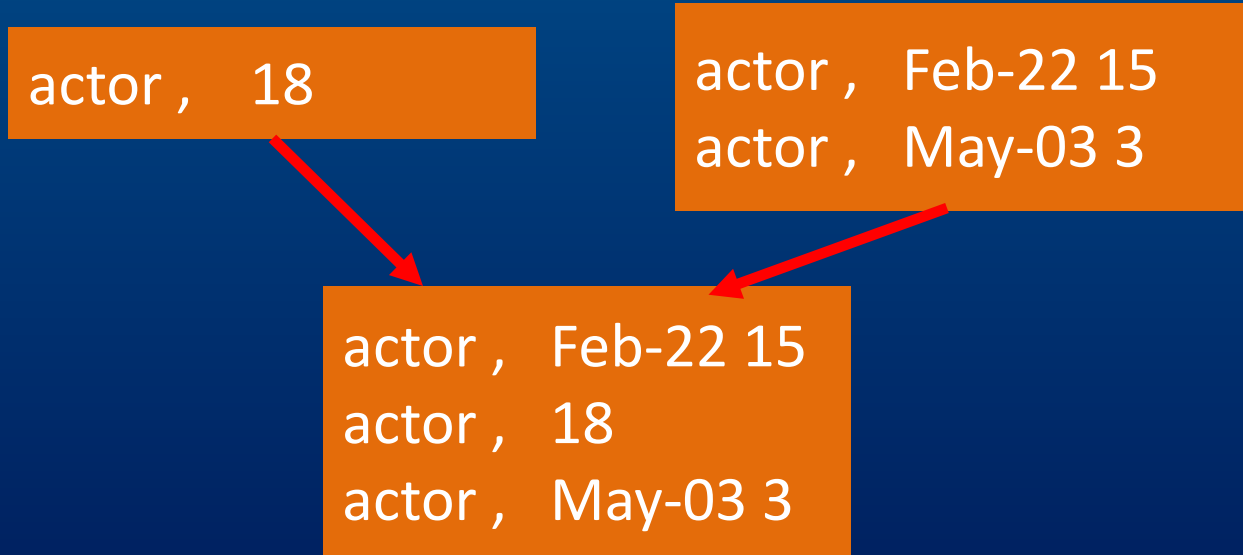 actor , 18
actor , Feb-22 15
actor , May-03 3
actor , Feb-22 15
actor , 18
actor , May-03 3